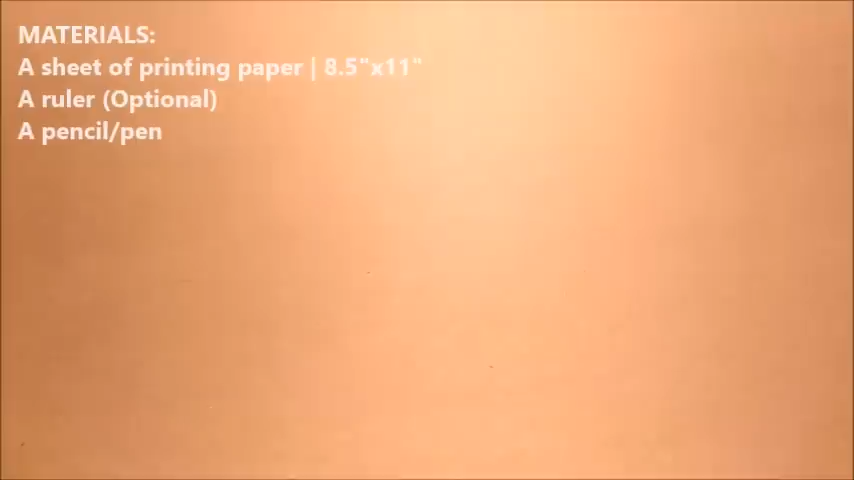 MATERIALS:
A sheet of printing paper | 8.5"x11"
A ruler (Optional)
A pencil/pen